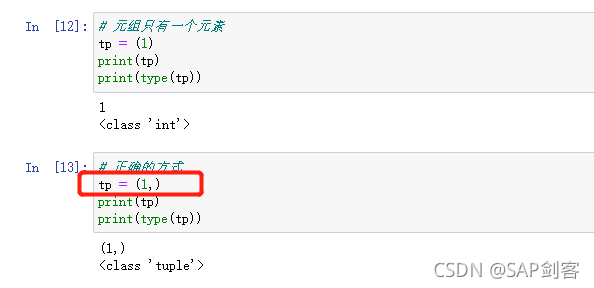 In [12]: # 元组只有一个元素
tp = (1)
print(tp)
print(type(tp))
1
<class 'int'>
In [13]: # 正确的方式
tp = (1,)
print(tp)
print(type(tp))
(1,)
<class 'tuple'>
CSDN @SAP剑客